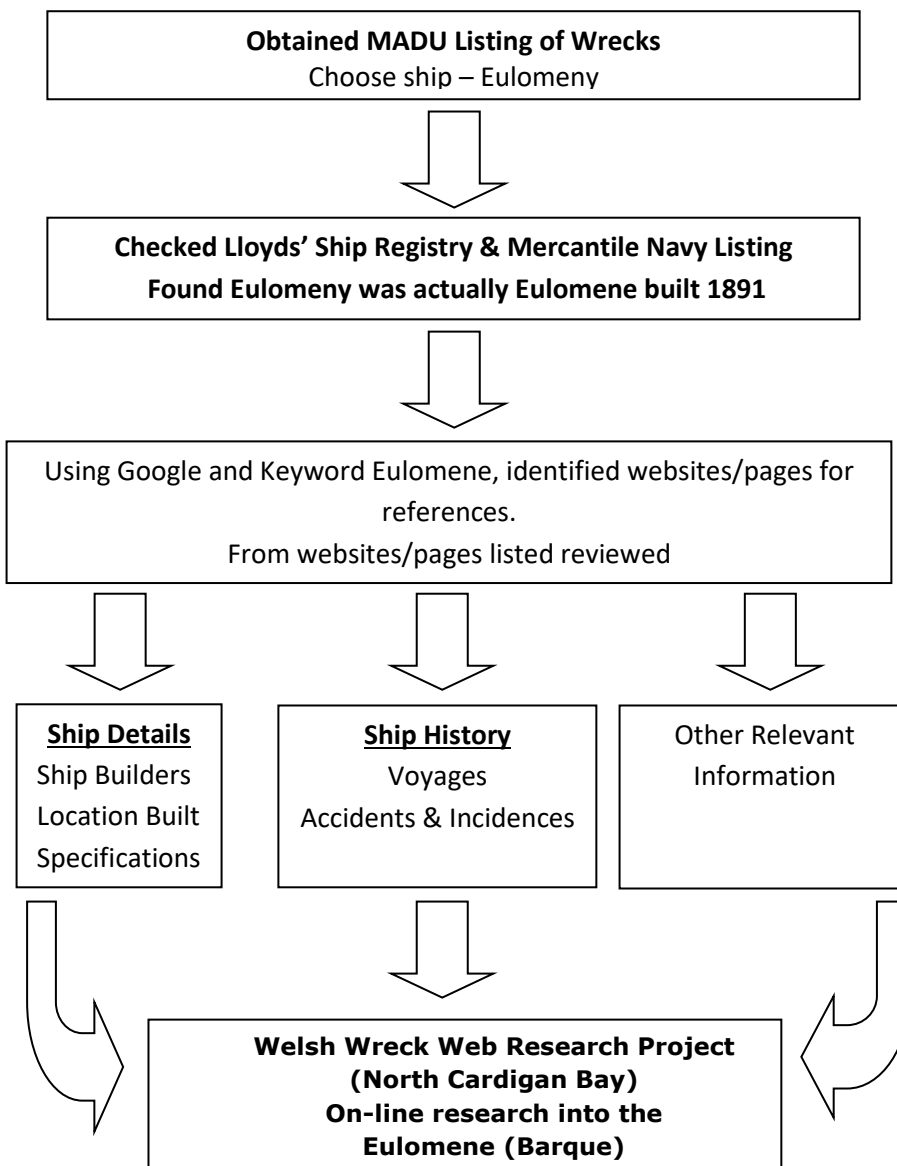 Obtained MADU Listing of Wrecks
Choose ship – Eulomeny
Checked Lloyds’ Ship Registry & Mercantile Navy Listing
Found Eulomeny was actually Eulomene built 1891
Using Google and Keyword Eulomene, identified websites/pages for
references.
From websites/pages listed reviewed
Ship Details
Ship Builders
Location Built
Specifications
Ship History
Voyages
Accidents & Incidences
Other Relevant
Information
Welsh Wreck Web Research Project
(North Cardigan Bay)
On-line research into the
Eulomene (Barque)